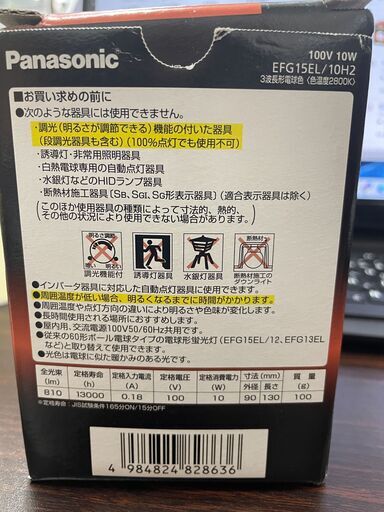 Panasonic
100V 10W
EFG15EL/10H2
3波長形電球色〈色温度2800K〉
■お買い求めの前に
●次のような器具には使用できません。
・調光(明るさが調節できる)機能の付いた器具
(段調光器具も含む)(100%点灯でも使用不可)
・誘導灯・非常用照明器具
・白熱電球専用の自動点灯器具
・水銀灯などのHIDランプ器具
・断熱材施工器具(SB、SGI、SG形表示器具)(適合表示器具は除く)
(このほか使用器具の種類によって寸法的、熱的、
その他の状況により使用できない場合があります。)
明るさ調節
暗い 明るい
調光機能付
誘導灯器具
水銀灯器具
断熱材
断熱材施工の
ダウンライト
●インバータ器具に対応した自動点灯器具に使用できます。
●周囲温度が低い場合、明るくなるまでに時間がかかります。
●周囲温度や点灯方向の違いにより明るさや色味が変化します。
●長時間使用される場所におすすめします。
●屋内用、交流電源100V50/60Hz共用です。
●従来の60形ボール電球タイプの電球形蛍光灯(EFG15EL/12、EFG13EL
など)と取り替えて使用できます。
●光色は電球に似た暖かみのある光です。
全光束
(lm)
定格寿命
(h)
定格入力電流
(A)
定格電圧
(V)
定格消費電力
(W)
寸法(mm)
外径 長さ
質量
(g)
810 13000 0.18 100 10 90 130 100
※定格寿命:JIS試験条件165分ON/15分OFF
4 984824 828636